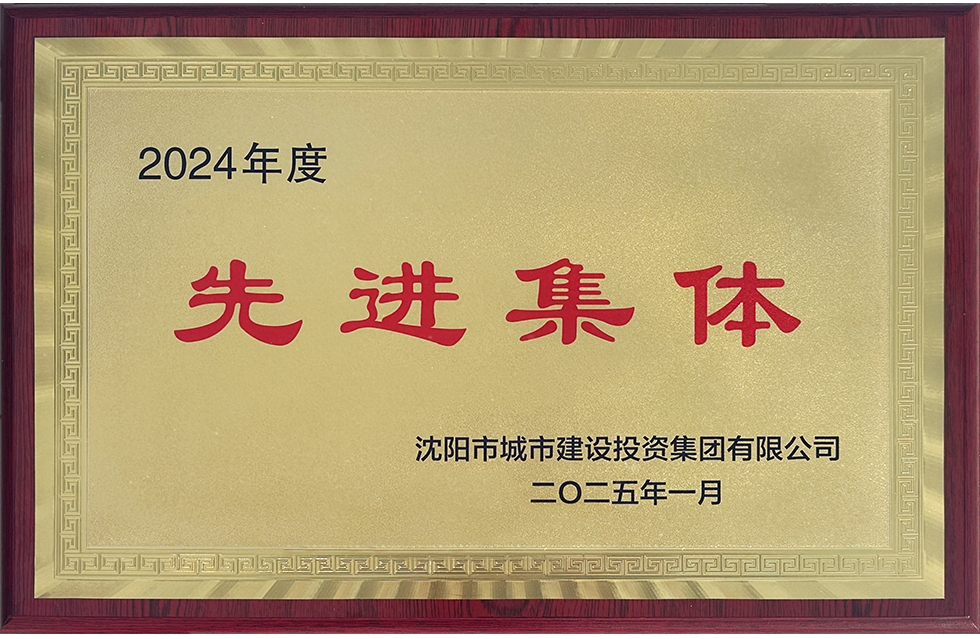 2024年度
先进集体
沈阳市城市建设投资集团有限公司
二〇二五年一月